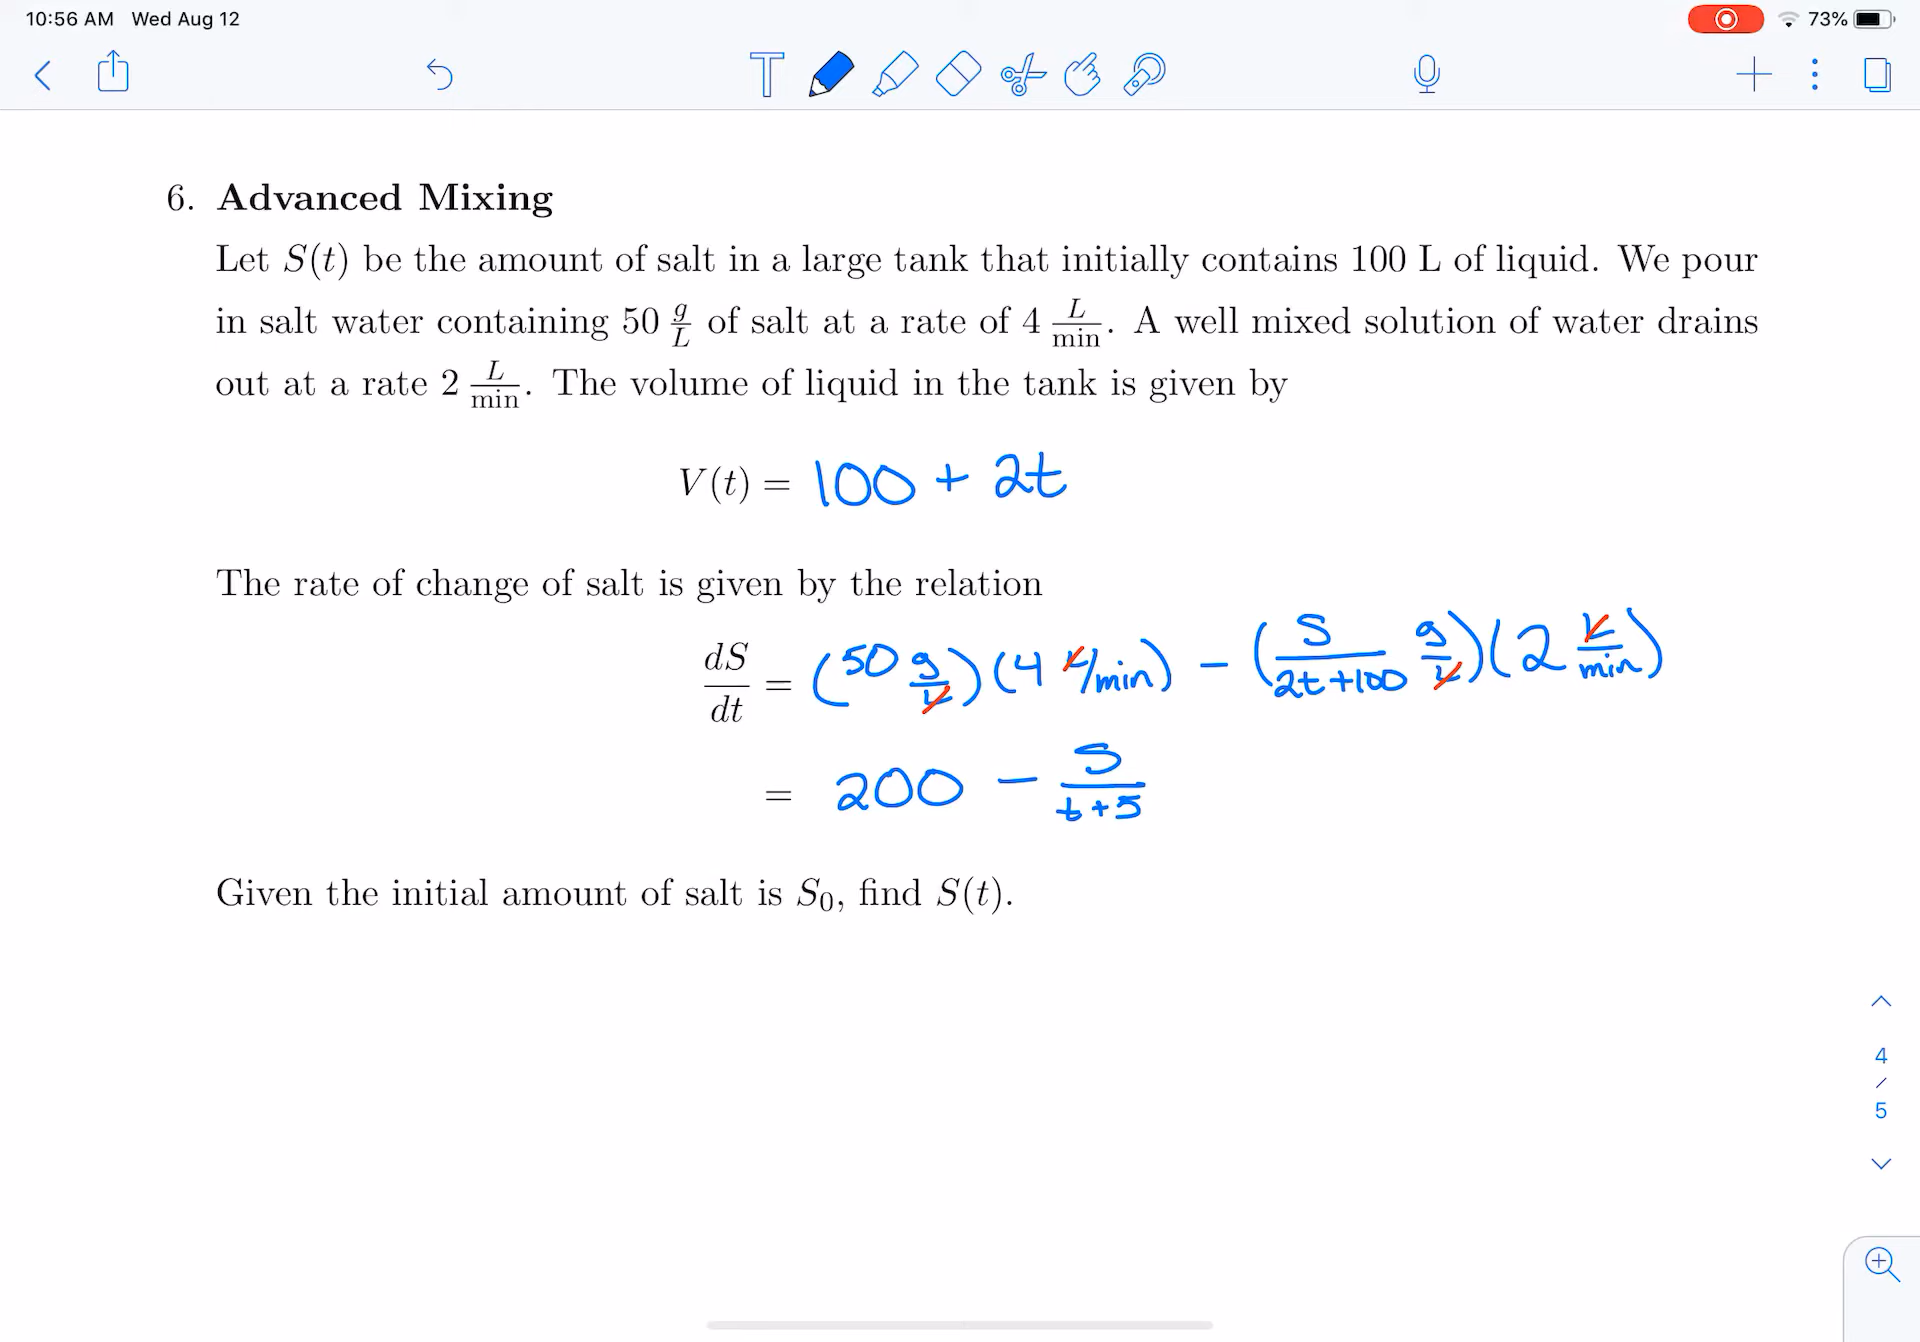 10:56 AM Wed Aug 12 73%
T
6. Advanced Mixing
Let S(t) be the amount of salt in a large tank that initially contains 100 L of liquid. We pour
in salt water containing 50 g/L of salt at a rate of 4 L/min. A well mixed solution of water drains
out at a rate 2 L/min. The volume of liquid in the tank is given by
V(t) = 100 + 2t
The rate of change of salt is given by the relation
dS/dt = (50 g/L)(4 L/min) − (S/(2t+100) g/L)(2 L/min)
= 200 − S/(t+5)
Given the initial amount of salt is S₀, find S(t).
4
/
5